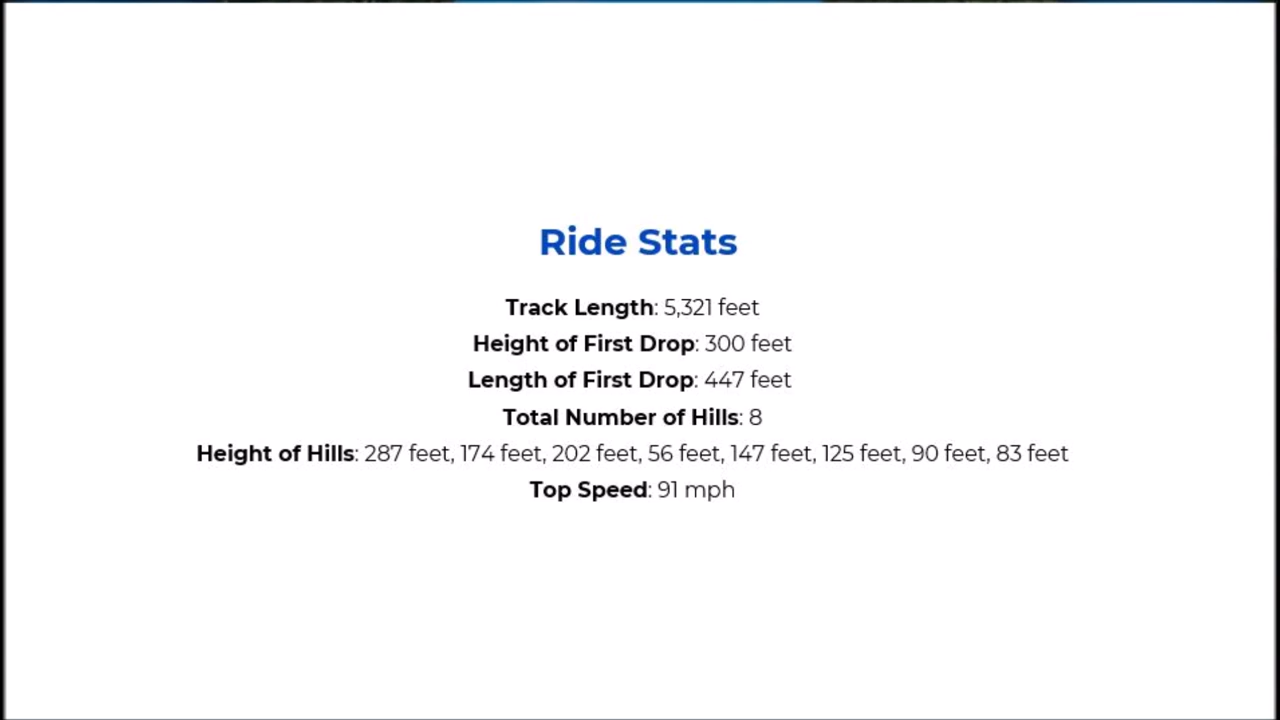 Ride Stats
Track Length: 5,321 feet
Height of First Drop: 300 feet
Length of First Drop: 447 feet
Total Number of Hills: 8
Height of Hills: 287 feet, 174 feet, 202 feet, 56 feet, 147 feet, 125 feet, 90 feet, 83 feet
Top Speed: 91 mph